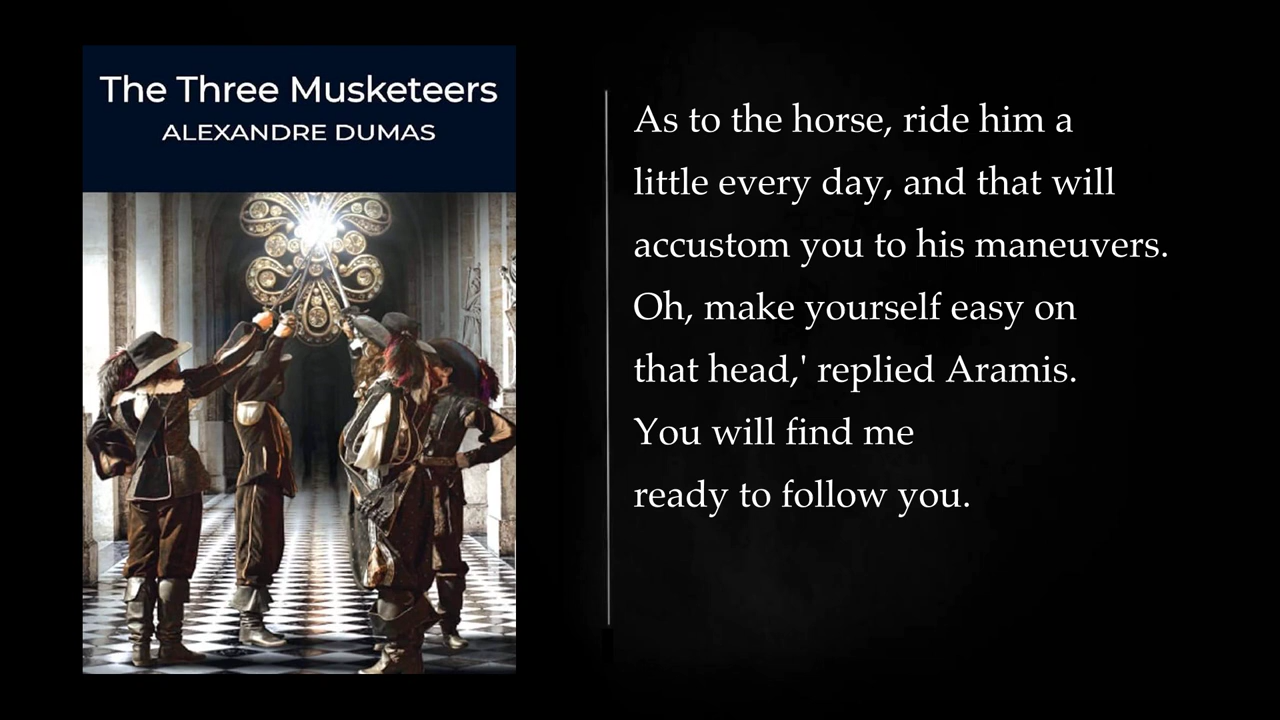 The Three Musketeers
ALEXANDRE DUMAS
As to the horse, ride him a
little every day, and that will
accustom you to his maneuvers.
Oh, make yourself easy on
that head,' replied Aramis.
You will find me
ready to follow you.